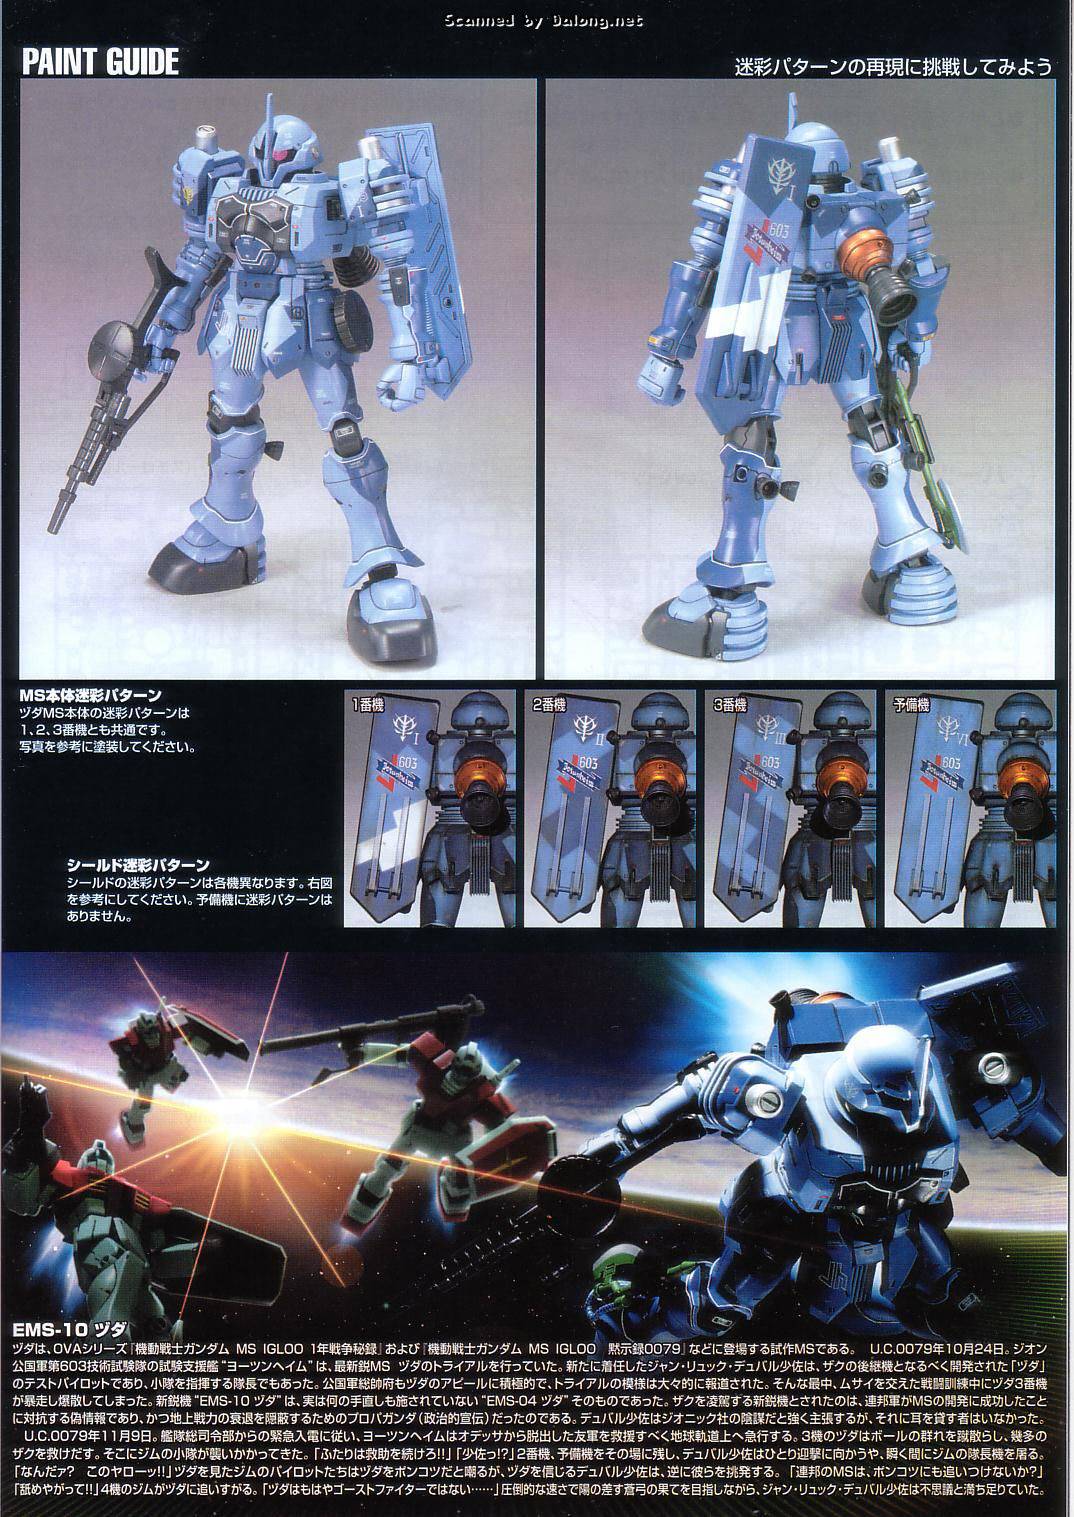 Scanned by Dalong.net
PAINT GUIDE
迷彩パターンの再現に挑戦してみよう
I
603
MS本体迷彩パターン
ヅダMS本体の迷彩パターンは
1、2、3番機とも共通です。
写真を参考に塗装してください。
1番機
2番機
3番機
予備機
I
II
III
VI
603
603
603
603
シールド迷彩パターン
シールドの迷彩パターンは各機異なります。右図
を参考にしてください。予備機に迷彩パターンは
ありません。
EMS-10 ヅダ
ヅダは、OVAシリーズ『機動戦士ガンダム MS IGLOO 1年戦争秘録』および『機動戦士ガンダム MS IGLOO 黙示録0079』などに登場する試作MSである。 U.C.0079年10月24日。ジオン
公国軍第603技術試験隊の試験支援艦“ヨーツンヘイム”は、最新鋭MS ヅダのトライアルを行っていた。新たに着任したジャン・リュック・デュバル少佐は、ザクの後継機となるべく開発された「ヅダ」
のテストパイロットであり、小隊を指揮する隊長でもあった。公国軍総帥府もヅダのアピールに積極的で、トライアルの模様は大々的に報道された。そんな最中、ムサイを交えた戦闘訓練中にヅダ3番機
が暴走し爆散してしまった。新鋭機“EMS-10 ヅダ”は、実は何の手直しも施されていない“EMS-04 ヅダ”そのものであった。ザクを凌駕する新鋭機とされたのは、連邦軍がMSの開発に成功したこと
に対抗する偽情報であり、かつ地上戦力の衰退を隠蔽するためのプロパガンダ(政治的宣伝)だったのである。デュバル少佐はジオニック社の陰謀だと強く主張するが、それに耳を貸す者はいなかった。
U.C.0079年11月9日。艦隊総司令部からの緊急入電に従い、ヨーツンヘイムはオデッサから脱出した友軍を救援すべく地球軌道上へ急行する。3機のヅダはボールの群れを蹴散らし、幾多の
ザクを救けだす。そこにジムの小隊が襲いかかってきた。「ふたりは救助を続けろ!!」「少佐っ!?」2番機、予備機をその場に残し、デュバル少佐はひとり迎撃に向かうや、瞬く間にジムの隊長機を屠る。
「なんだァ? このヤローッ!!」ヅダを見たジムのパイロットたちはヅダをポンコツだと嘲るが、ヅダを信じるデュバル少佐は、逆に彼らを挑発する。「連邦のMSは、ポンコツにも追いつけないか?」
「舐めやがって!!」4機のジムがヅダに追いすがる。「ヅダはもはやゴーストファイターではない……」圧倒的な速さで陽の差す蒼弓の果てを目指しながら、ジャン・リュック・デュバル少佐は不思議と満ち足りていた。